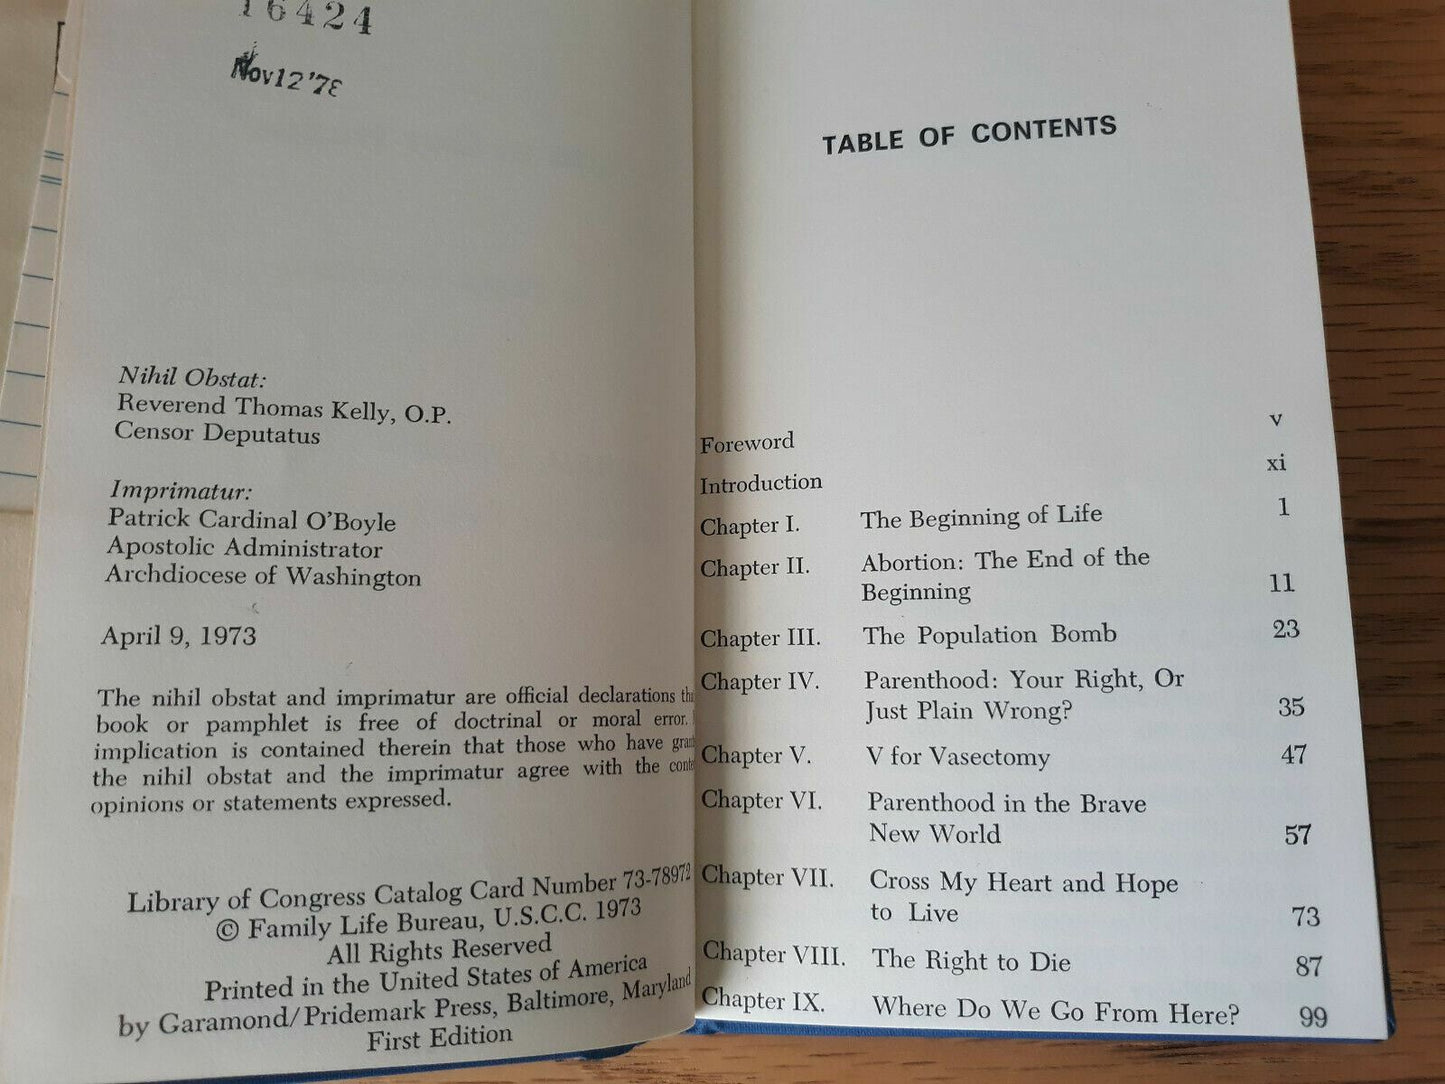 16424
Nov 12 '78
Nihil Obstat:
Reverend Thomas Kelly, O.P.
Censor Deputatus
Imprimatur:
Patrick Cardinal O'Boyle
Apostolic Administrator
Archdiocese of Washington
April 9, 1973
The nihil obstat and imprimatur are official declarations
book or pamphlet is free of doctrinal or moral error.
implication is contained therein that those who have
the nihil obstat and the imprimatur agree with the
opinions or statements expressed.
Library of Congress Catalog Card Number 73-78972
© Family Life Bureau, U.S.C.C. 1973
All Rights Reserved
Printed in the United States of America
by Garamond/Pridemark Press, Baltimore, Maryland
First Edition
TABLE OF CONTENTS
Foreword v
Introduction xi
Chapter I. The Beginning of Life 1
Chapter II. Abortion: The End of the
Beginning 11
Chapter III. The Population Bomb 23
Chapter IV. Parenthood: Your Right, Or
Just Plain Wrong? 35
Chapter V. V for Vasectomy 47
Chapter VI. Parenthood in the Brave
New World 57
Chapter VII. Cross My Heart and Hope
to Live 73
Chapter VIII. The Right to Die 87
Chapter IX. Where Do We Go From Here? 99